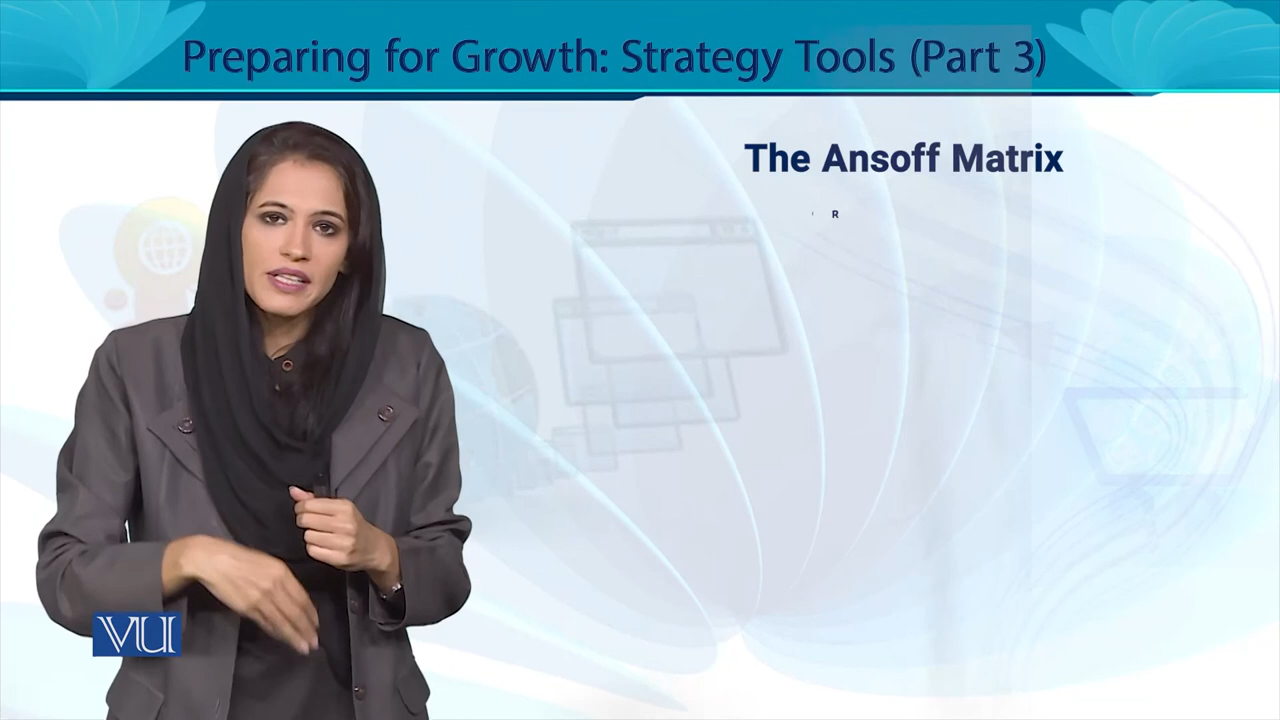 Preparing for Growth: Strategy Tools (Part 3)
The Ansoff Matrix
R
VU